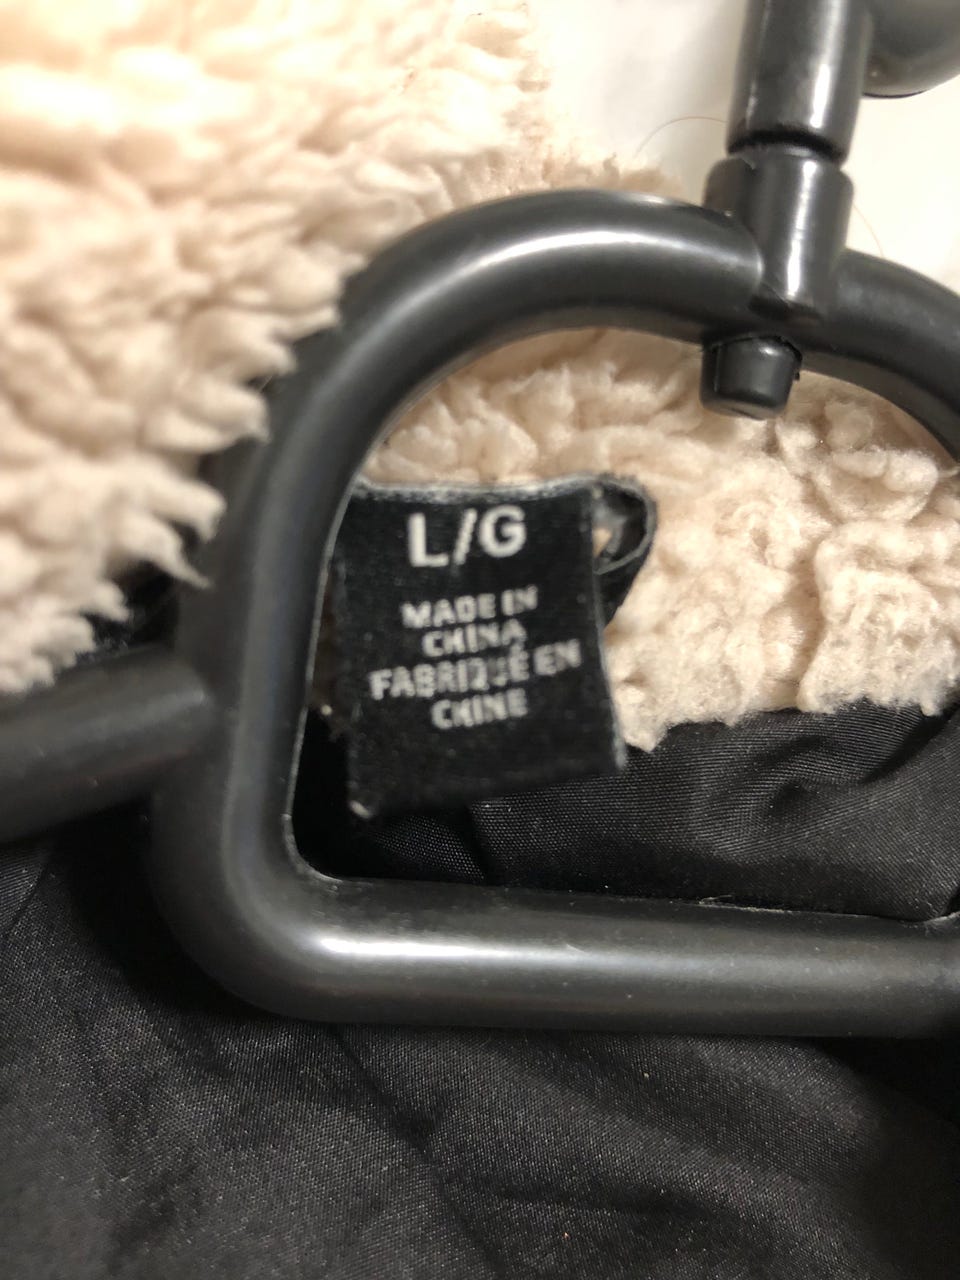 L/G
MADE IN
CHINA
FABRIQUÉ EN
CHINE